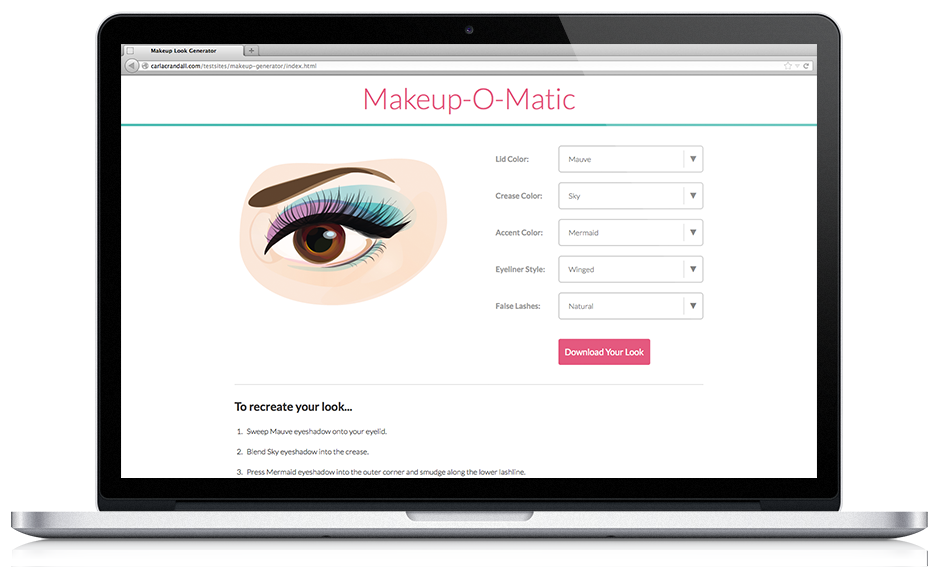 Makeup Look Generator
carlacrandall.com/testsites/makeup-generator/index.html
Makeup-O-Matic
Lid Color: Mauve
Crease Color: Sky
Accent Color: Mermaid
Eyeliner Style: Winged
False Lashes: Natural
Download Your Look
To recreate your look...
1. Sweep Mauve eyeshadow onto your eyelid.
2. Blend Sky eyeshadow into the crease.
3. Press Mermaid eyeshadow into the outer corner and smudge along the lower lashline.